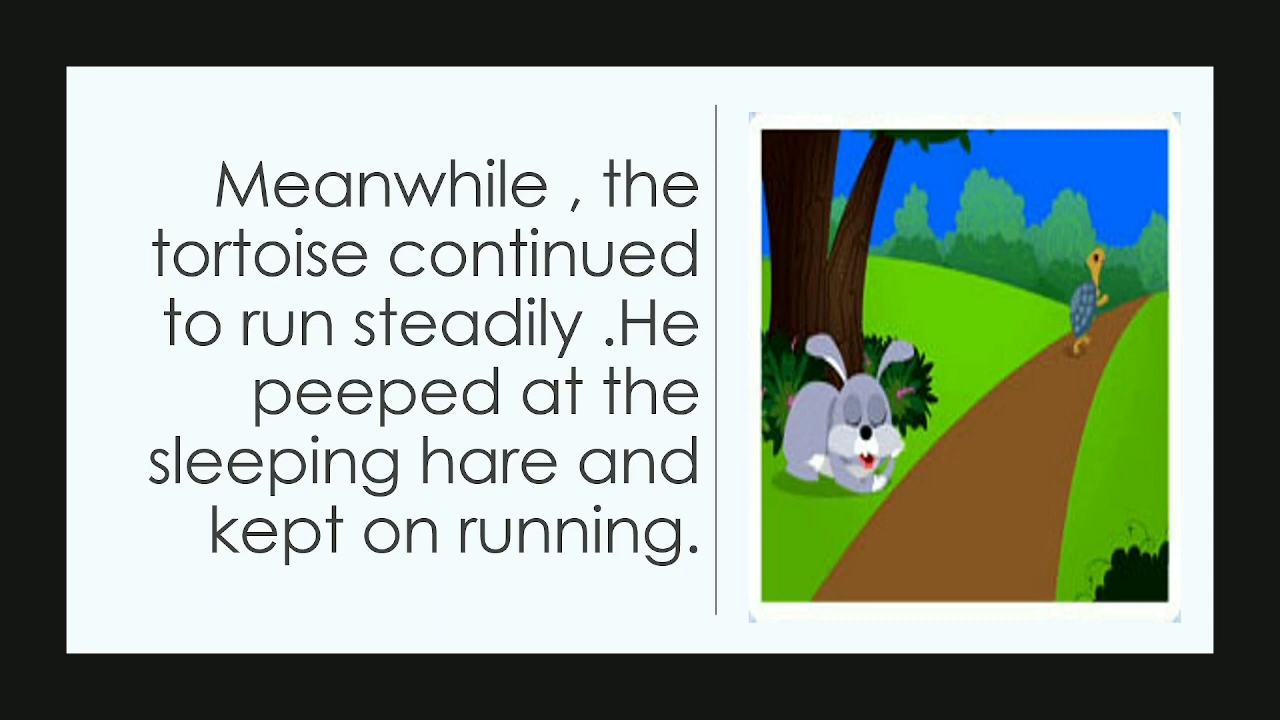 Meanwhile , the
tortoise continued
to run steadily .He
peeped at the
sleeping hare and
kept on running.